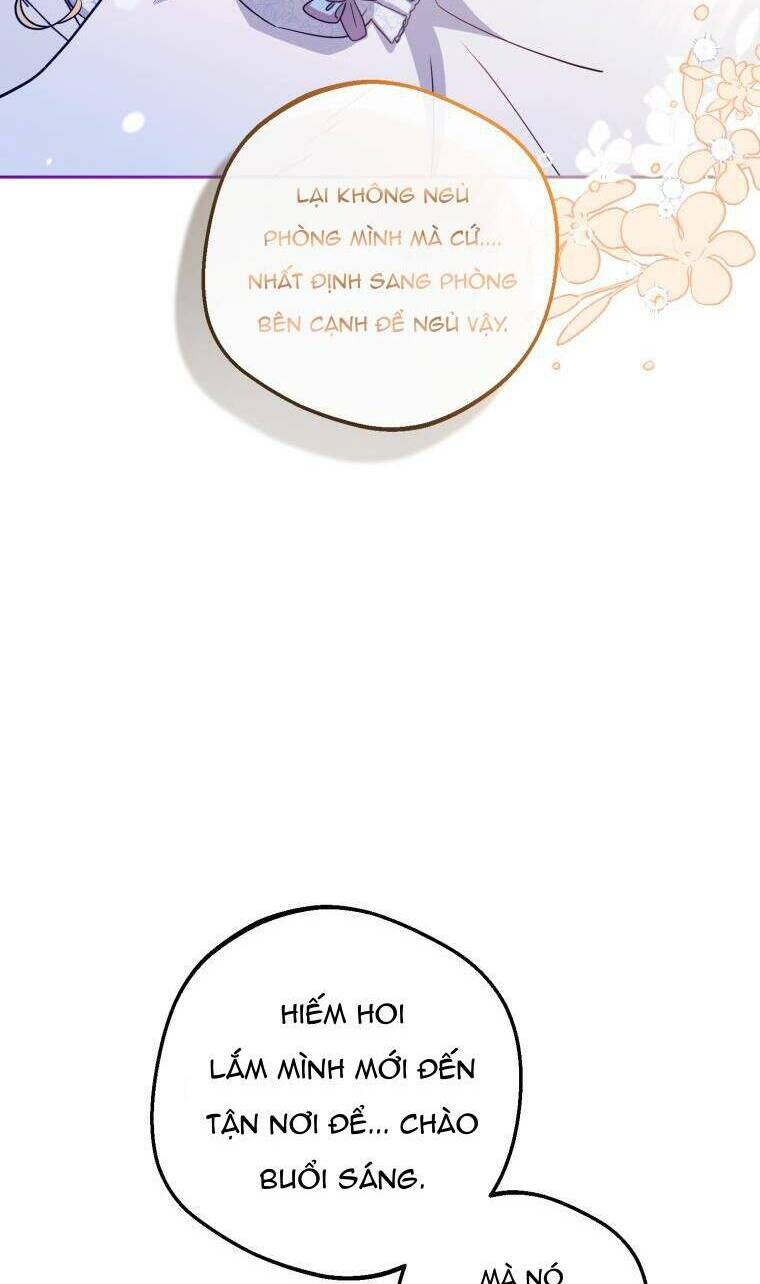 LẠI KHÔNG NGỦ
PHÒNG MÌNH MÀ CỨ....
NHẤT ĐỊNH SANG PHÒNG
BÊN CẠNH ĐỂ NGỦ VẬY.
HIẾM HOI
LẮM MÌNH MỚI ĐẾN
TẬN NƠI ĐỂ... CHÀO
BUỔI SÁNG.
MÀ NÓ